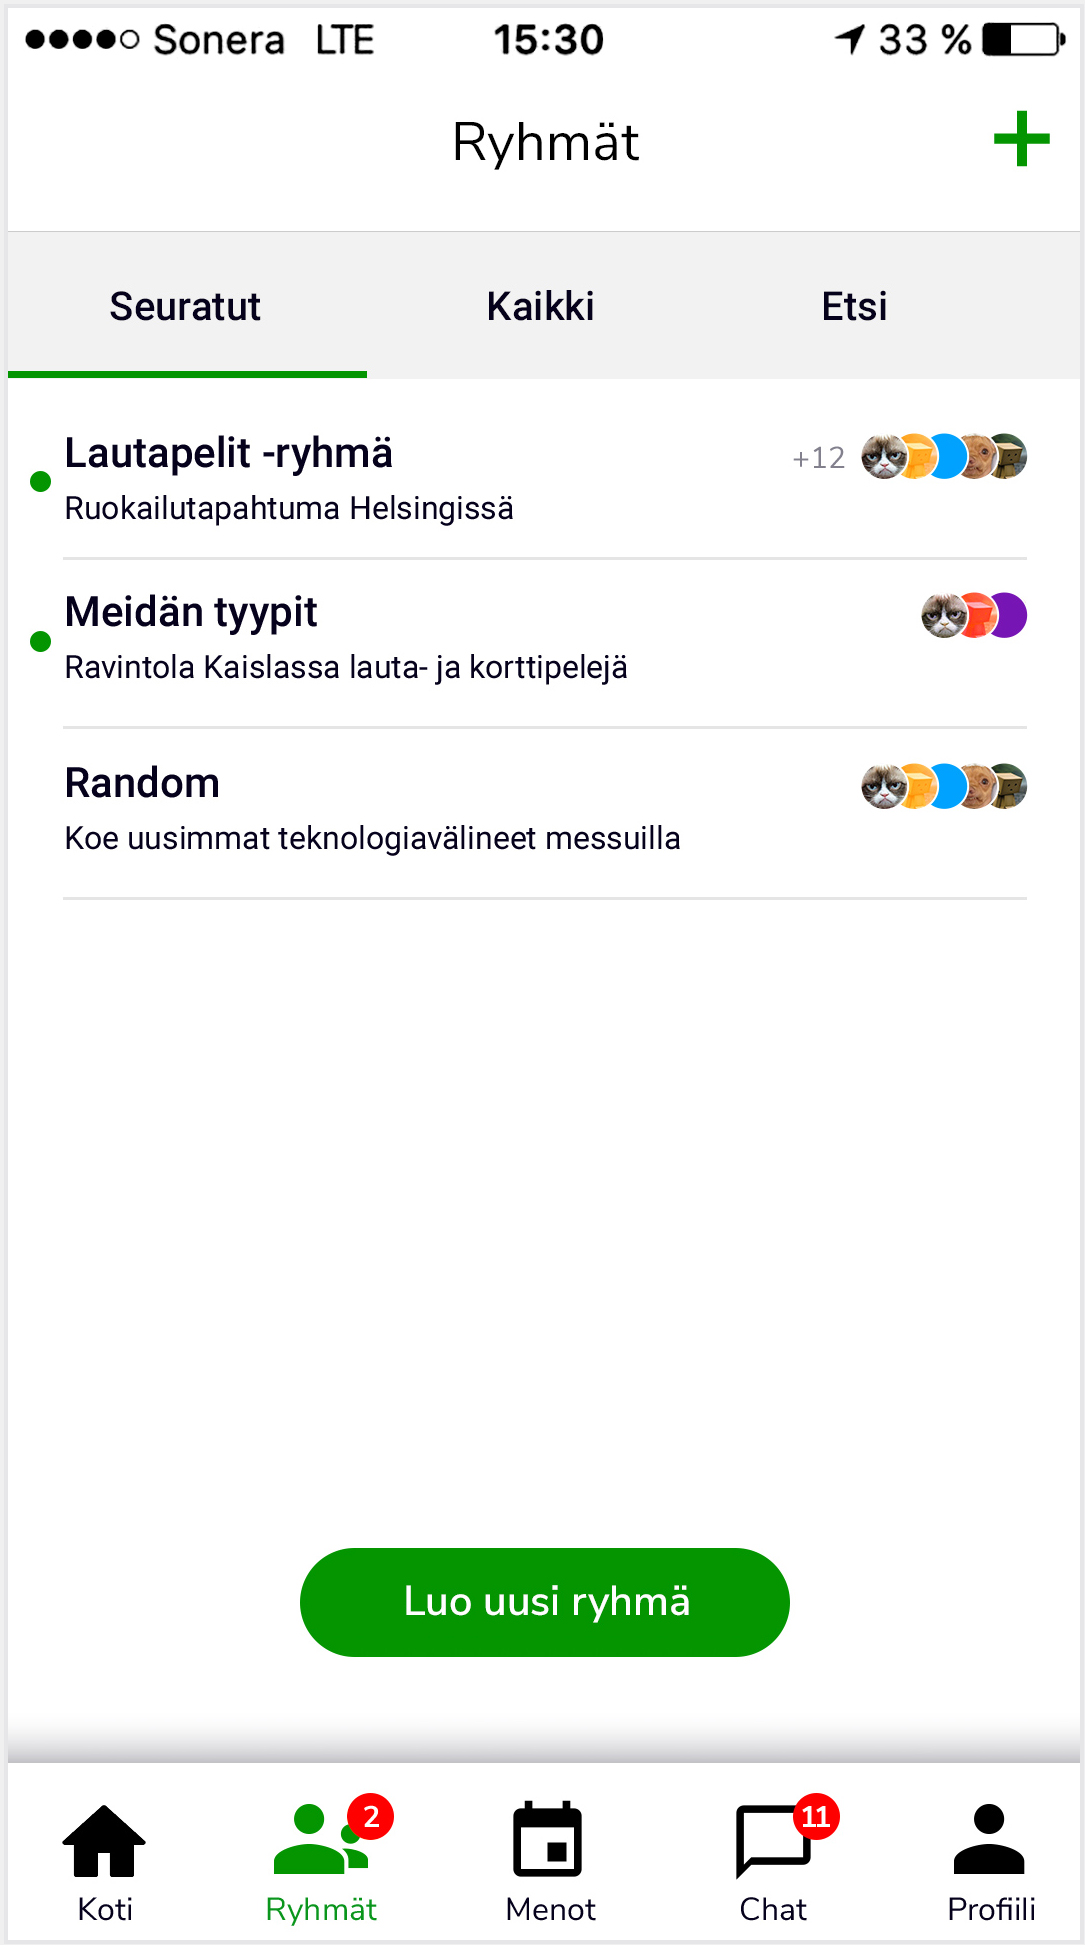 Sonera LTE 15:30 33 %
Ryhmät
Seuratut Kaikki Etsi
Lautapelit -ryhmä +12
Ruokailutapahtuma Helsingissä
Meidän tyypit
Ravintola Kaislassa lauta- ja korttipelejä
Random
Koe uusimmat teknologiavälineet messuilla
Luo uusi ryhmä
2 11
Koti Ryhmät Menot Chat Profiili